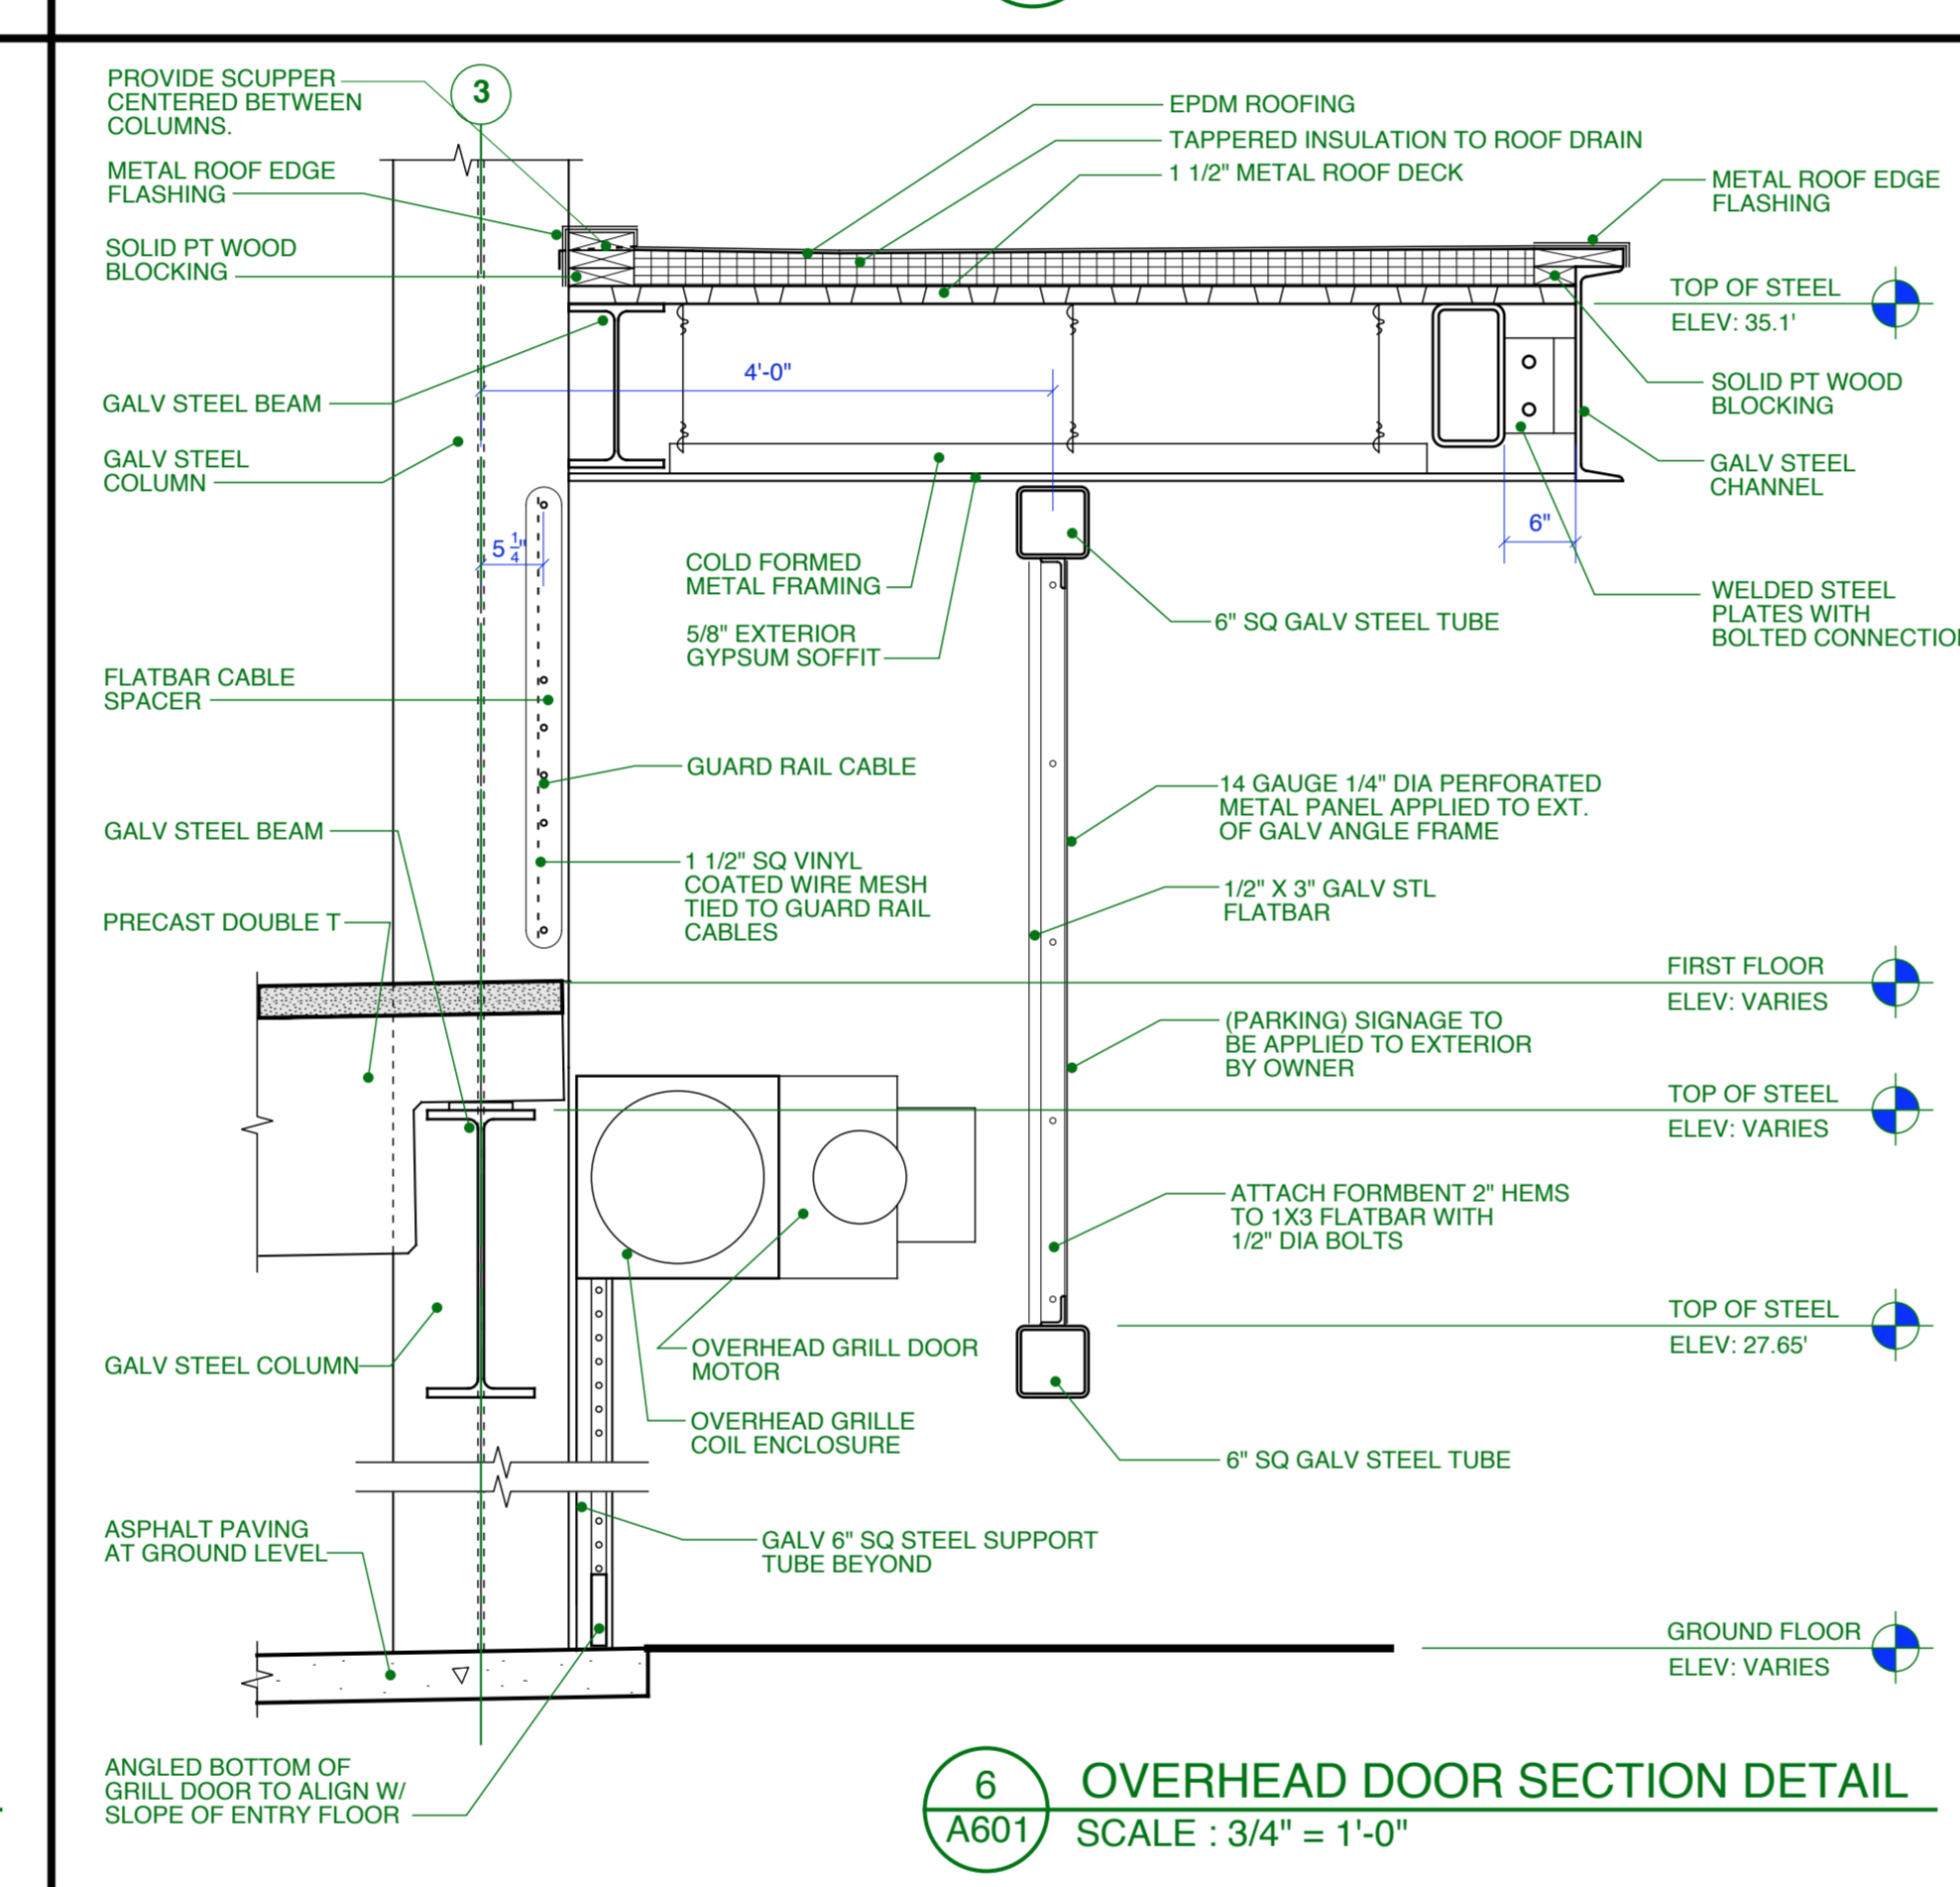 PROVIDE SCUPPER
CENTERED BETWEEN
COLUMNS.
3
METAL ROOF EDGE
FLASHING
SOLID PT WOOD
BLOCKING
GALV STEEL BEAM
GALV STEEL
COLUMN
FLATBAR CABLE
SPACER
GALV STEEL BEAM
PRECAST DOUBLE T
GALV STEEL COLUMN
ASPHALT PAVING
AT GROUND LEVEL
ANGLED BOTTOM OF
GRILL DOOR TO ALIGN W/
SLOPE OF ENTRY FLOOR
EPDM ROOFING
TAPPERED INSULATION TO ROOF DRAIN
1 1/2" METAL ROOF DECK
4'-0"
5 1/4"
6"
COLD FORMED
METAL FRAMING
5/8" EXTERIOR
GYPSUM SOFFIT
GUARD RAIL CABLE
1 1/2" SQ VINYL
COATED WIRE MESH
TIED TO GUARD RAIL
CABLES
OVERHEAD GRILL DOOR
MOTOR
OVERHEAD GRILLE
COIL ENCLOSURE
GALV 6" SQ STEEL SUPPORT
TUBE BEYOND
6" SQ GALV STEEL TUBE
14 GAUGE 1/4" DIA PERFORATED
METAL PANEL APPLIED TO EXT.
OF GALV ANGLE FRAME
1/2" X 3" GALV STL
FLATBAR
(PARKING) SIGNAGE TO
BE APPLIED TO EXTERIOR
BY OWNER
ATTACH FORMBENT 2" HEMS
TO 1X3 FLATBAR WITH
1/2" DIA BOLTS
6" SQ GALV STEEL TUBE
METAL ROOF EDGE
FLASHING
TOP OF STEEL
ELEV: 35.1'
SOLID PT WOOD
BLOCKING
GALV STEEL
CHANNEL
WELDED STEEL
PLATES WITH
BOLTED CONNECTIO
FIRST FLOOR
ELEV: VARIES
TOP OF STEEL
ELEV: VARIES
TOP OF STEEL
ELEV: 27.65'
GROUND FLOOR
ELEV: VARIES
6
A601
OVERHEAD DOOR SECTION DETAIL
SCALE : 3/4" = 1'-0"